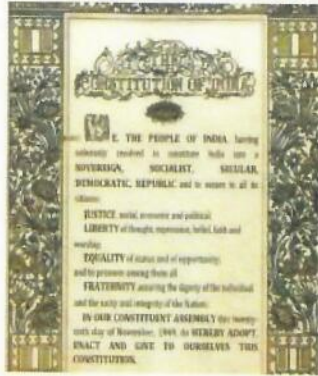 THE
CONSTITUTION OF INDIA
WE, THE PEOPLE OF INDIA, having
solemnly resolved to constitute India into a
SOVEREIGN, SOCIALIST, SECULAR,
DEMOCRATIC, REPUBLIC and to secure to all its
citizens:
JUSTICE, social, economic and political;
LIBERTY of thought, expression, belief, faith and
worship;
EQUALITY of status and of opportunity;
and to promote among them all
FRATERNITY assuring the dignity of the individual
and the unity and integrity of the Nation;
IN OUR CONSTITUENT ASSEMBLY this twenty-
sixth day of November, 1949, do HEREBY ADOPT,
ENACT AND GIVE TO OURSELVES THIS
CONSTITUTION.